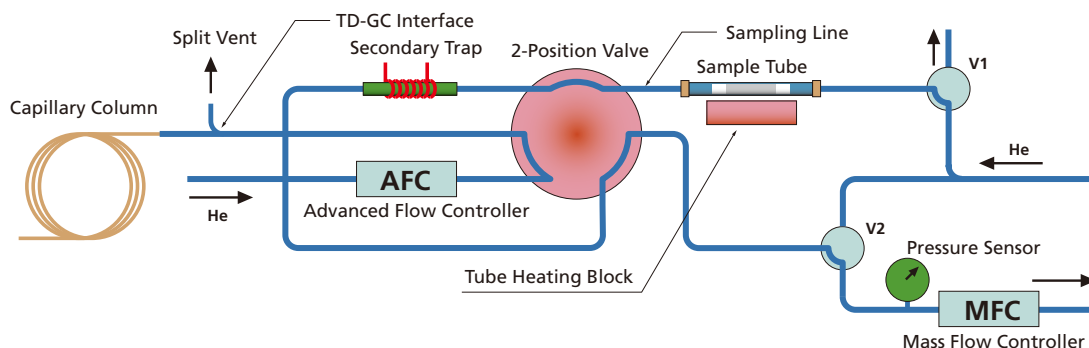 TD-GC Interface
Split Vent
Secondary Trap
2-Position Valve
Sampling Line
Sample Tube
V1
Capillary Column
He
AFC
He
Advanced Flow Controller
V2
Pressure Sensor
Tube Heating Block
MFC
Mass Flow Controller